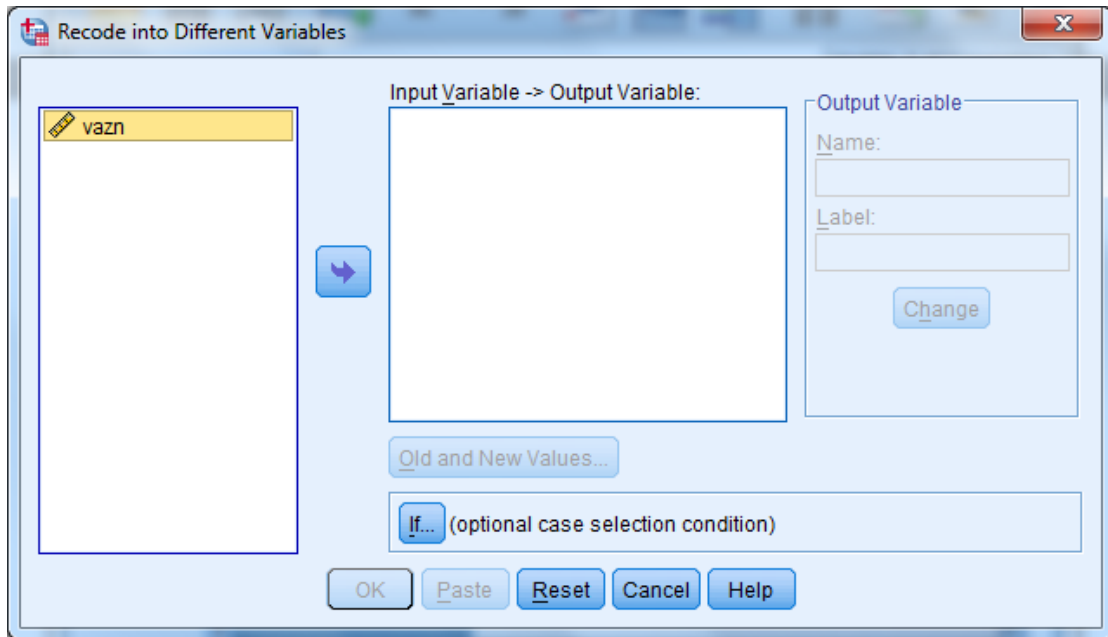 Recode into Different Variables
vazn
Input Variable -> Output Variable:
Output Variable
Name:
Label:
Change
Old and New Values...
If... (optional case selection condition)
OK Paste Reset Cancel Help